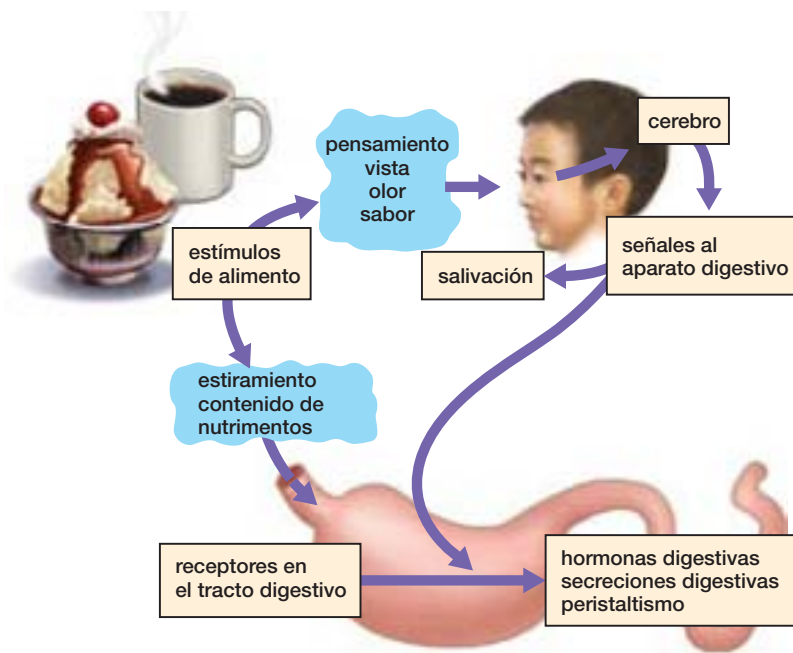 pensamiento
vista
olor
sabor
cerebro
estímulos
de alimento
salivación
señales al
aparato digestivo
estiramiento
contenido de
nutrimentos
receptores en
el tracto digestivo
hormonas digestivas
secreciones digestivas
peristaltismo